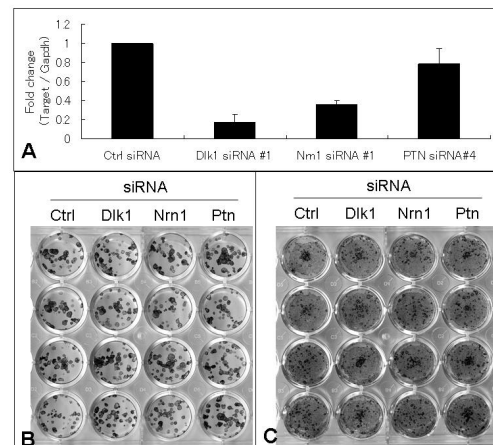 1.2
1
0.8
0.6
0.4
0.2
0
Fold change
(Target / Gapdh)
A
Ctrl siRNA
Dlk1 siRNA #1
Nrn1 siRNA #1
PTN siRNA#4
siRNA
Ctrl Dlk1 Nrn1 Ptn
B
siRNA
Ctrl Dlk1 Nrn1 Ptn
C